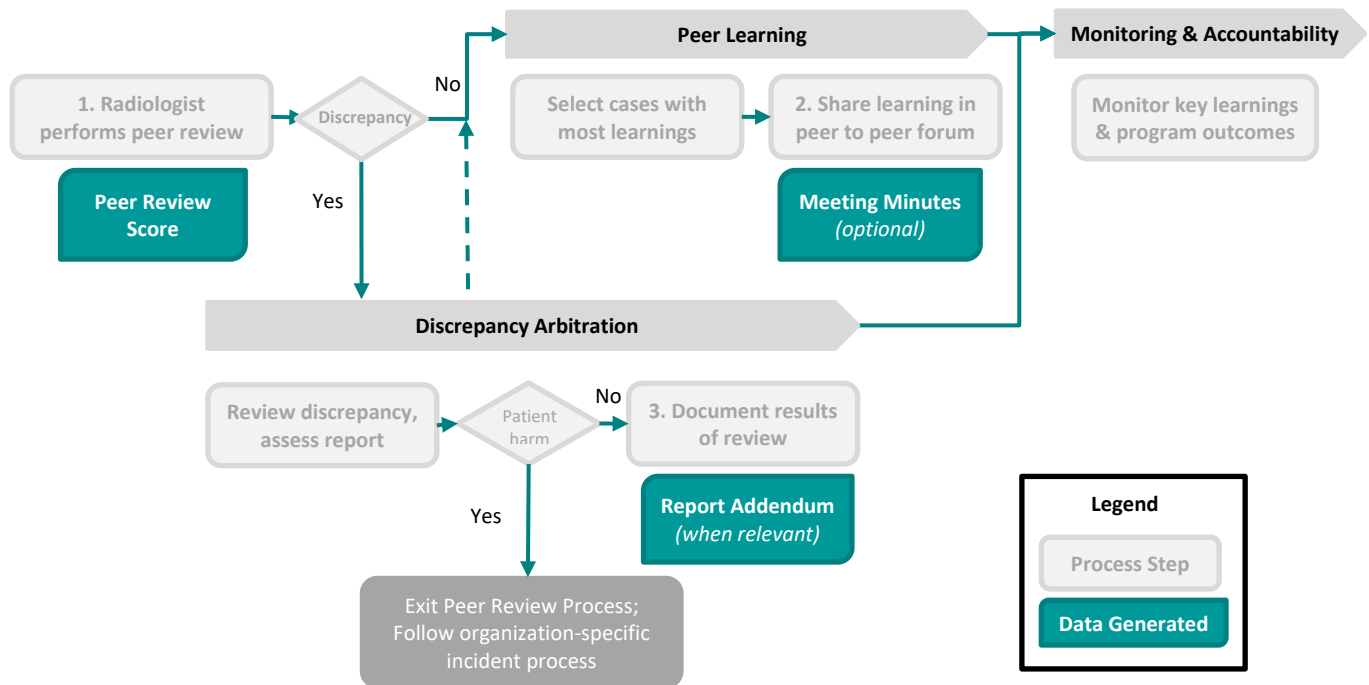 Peer Learning
Monitoring & Accountability
No
1. Radiologist
performs peer review
Discrepancy
Select cases with
most learnings
2. Share learning in
peer to peer forum
Monitor key learnings
& program outcomes
Peer Review
Score
Yes
Meeting Minutes
(optional)
Discrepancy Arbitration
Review discrepancy,
assess report
Patient
harm
No
3. Document results
of review
Yes
Report Addendum
(when relevant)
Exit Peer Review Process;
Follow organization-specific
incident process
Legend
Process Step
Data Generated